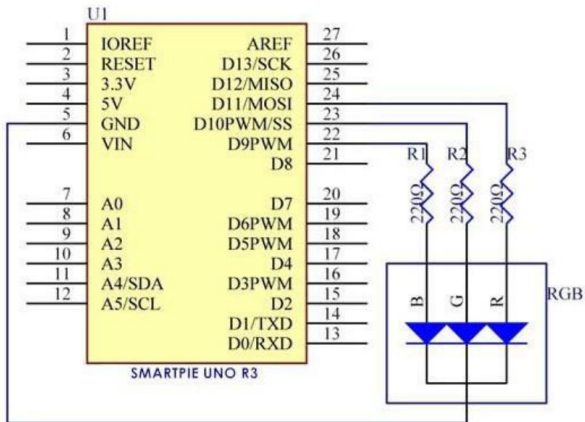 U1
1 IOREF AREF 27
2 RESET D13/SCK 26
3 3.3V D12/MISO 25
4 5V D11/MOSI 24
5 GND D10PWM/SS 23
6 VIN D9PWM 22
D8 21
7 A0 D7 20
8 A1 D6PWM 19
9 A2 D5PWM 18
10 A3 D4 17
11 A4/SDA D3PWM 16
12 A5/SCL D2 15
D1/TXD 14
D0/RXD 13
SMARTPIE UNO R3
R1 R2 R3
220Ω 220Ω 220Ω
B G R
RGB